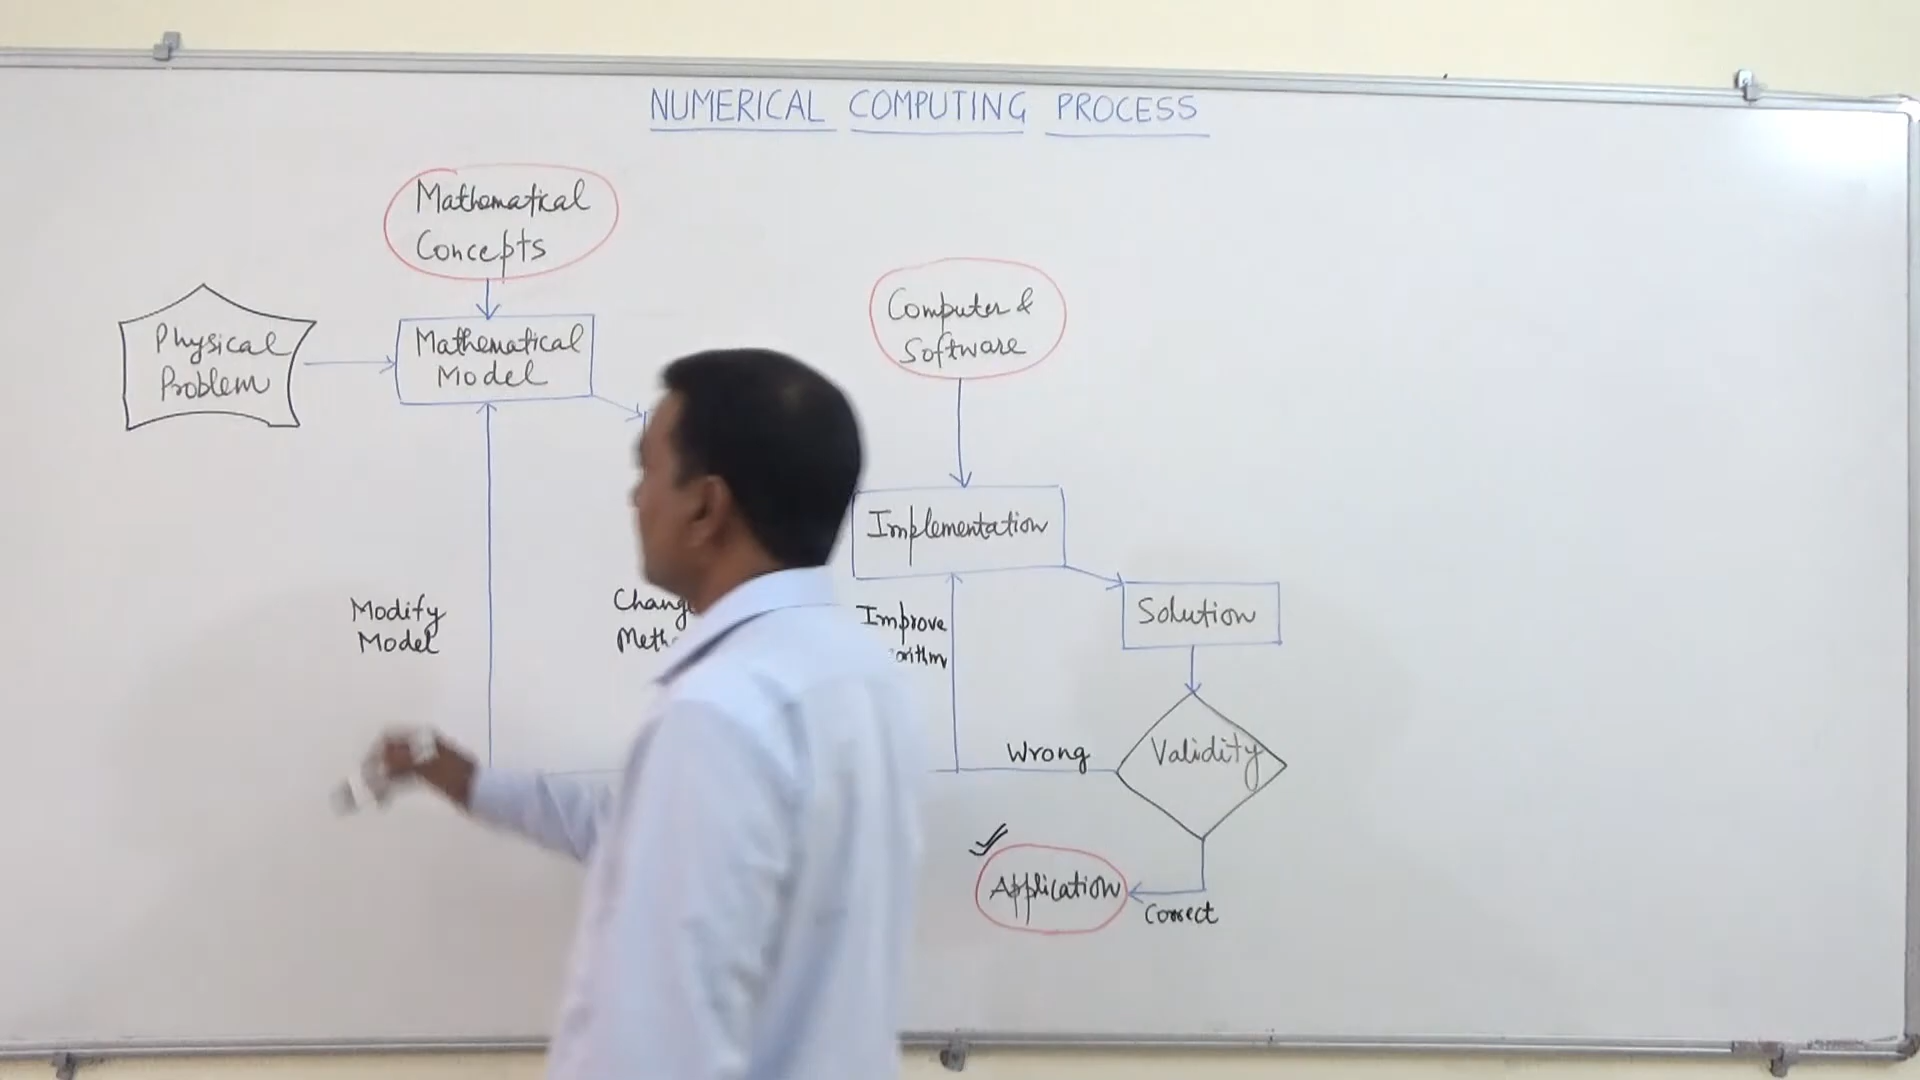 NUMERICAL COMPUTING PROCESS
Mathematical
Concepts
Physical
Problem
Mathematical
Model
Computer &
Software
Implementation
Solution
Modify
Model
Improve
Wrong
Validity
Application
Correct